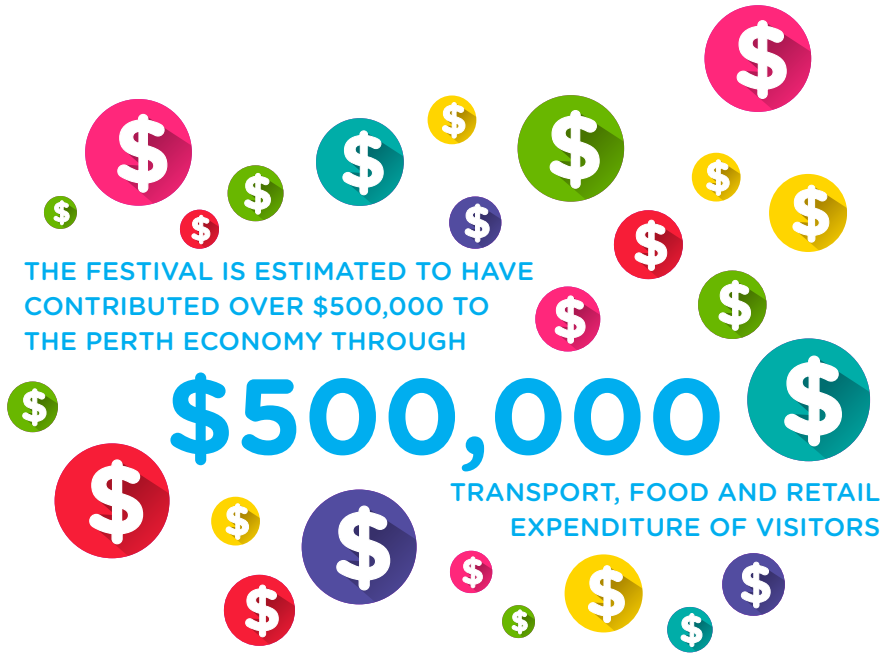 THE FESTIVAL IS ESTIMATED TO HAVE
CONTRIBUTED OVER $500,000 TO
THE PERTH ECONOMY THROUGH
$500,000
TRANSPORT, FOOD AND RETAIL
EXPENDITURE OF VISITORS